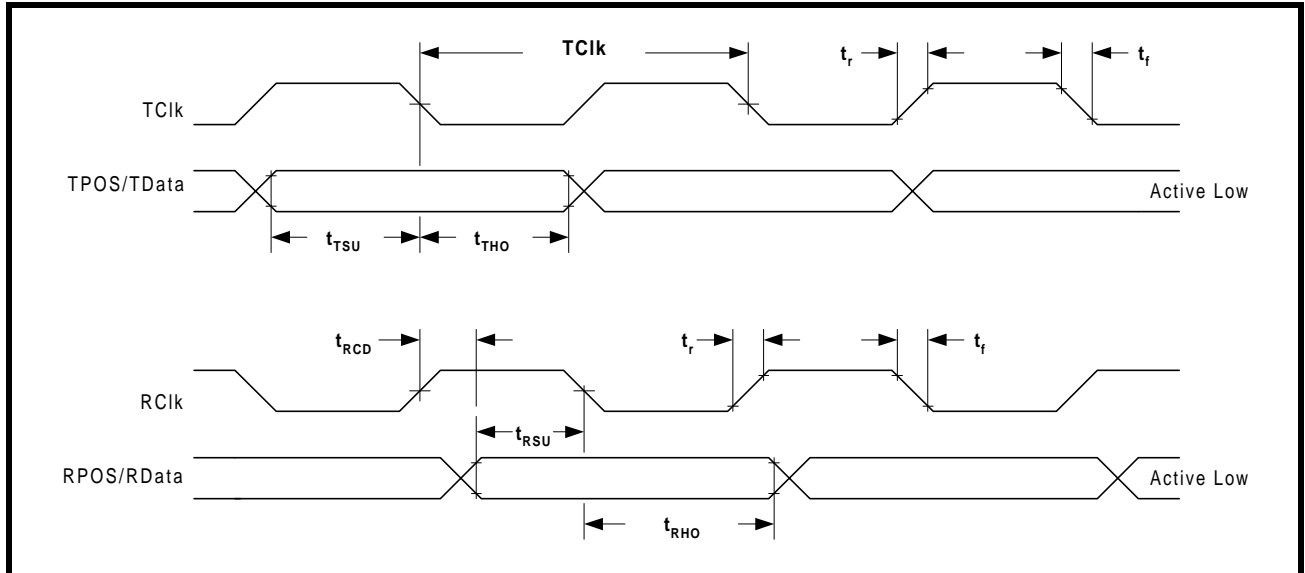 TClk
t_r
t_f
TClk
TPOS/TData
Active Low
t_TSU
t_THO
t_RCD
t_r
t_f
RClk
t_RSU
RPOS/RData
Active Low
t_RHO